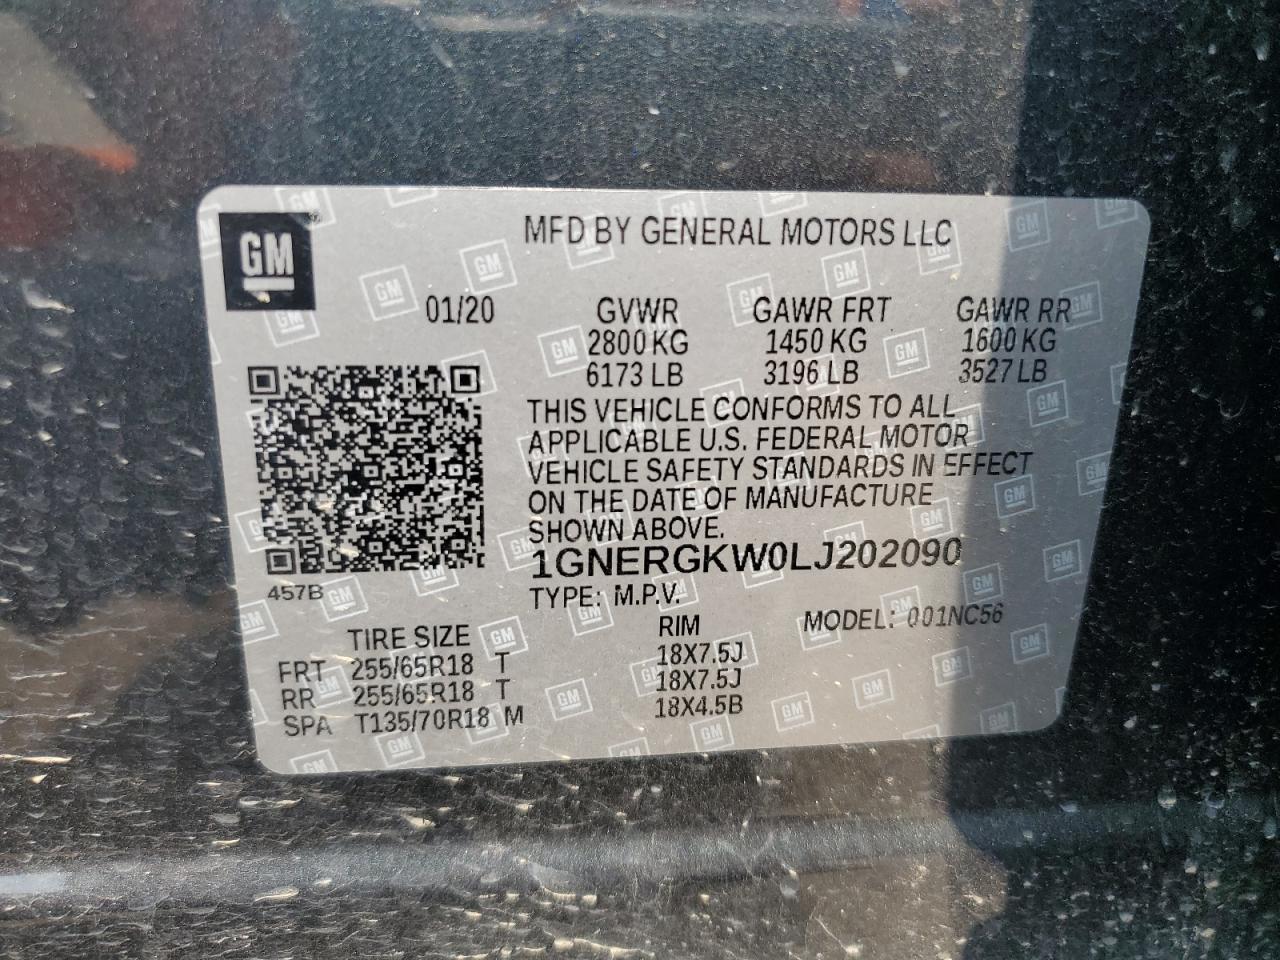 GM
MFD BY GENERAL MOTORS LLC
01/20 GVWR GAWR FRT GAWR RR
2800 KG 1450 KG 1600 KG
6173 LB 3196 LB 3527 LB
THIS VEHICLE CONFORMS TO ALL
APPLICABLE U.S. FEDERAL MOTOR
VEHICLE SAFETY STANDARDS IN EFFECT
ON THE DATE OF MANUFACTURE
SHOWN ABOVE.
1GNERGKW0LJ202090
457B
TYPE: M.P.V. MODEL: 001NC56
TIRE SIZE RIM
FRT 255/65R18 T 18X7.5J
RR 255/65R18 T 18X7.5J
SPA T135/70R18 M 18X4.5B